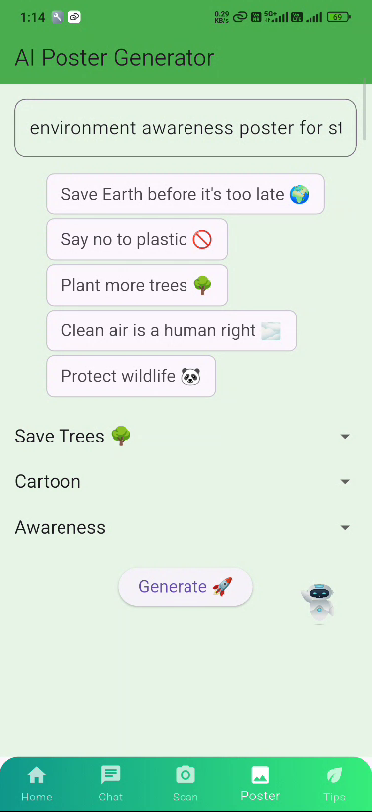 1:14
0.29
KB/s
5G+
69
AI Poster Generator
environment awareness poster for st
Save Earth before it's too late 🌍
Say no to plastic 🚫
Plant more trees 🌳
Clean air is a human right 🌫️
Protect wildlife 🐼
Save Trees 🌳
Cartoon
Awareness
Generate 🚀
Home
Chat
Scan
Poster
Tips